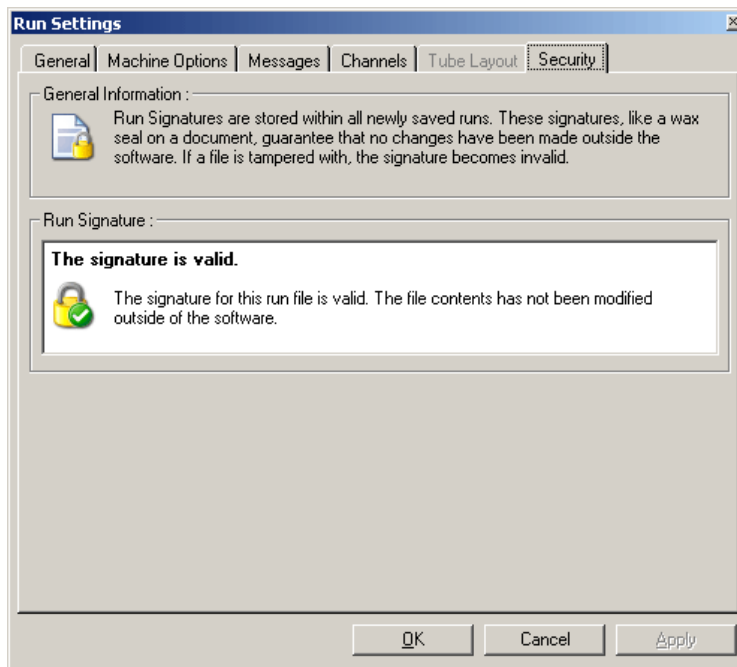 Run Settings
General Machine Options Messages Channels Tube Layout Security
General Information :
Run Signatures are stored within all newly saved runs. These signatures, like a wax
seal on a document, guarantee that no changes have been made outside the
software. If a file is tampered with, the signature becomes invalid.
Run Signature :
The signature is valid.
The signature for this run file is valid. The file contents has not been modified
outside of the software.
OK Cancel Apply